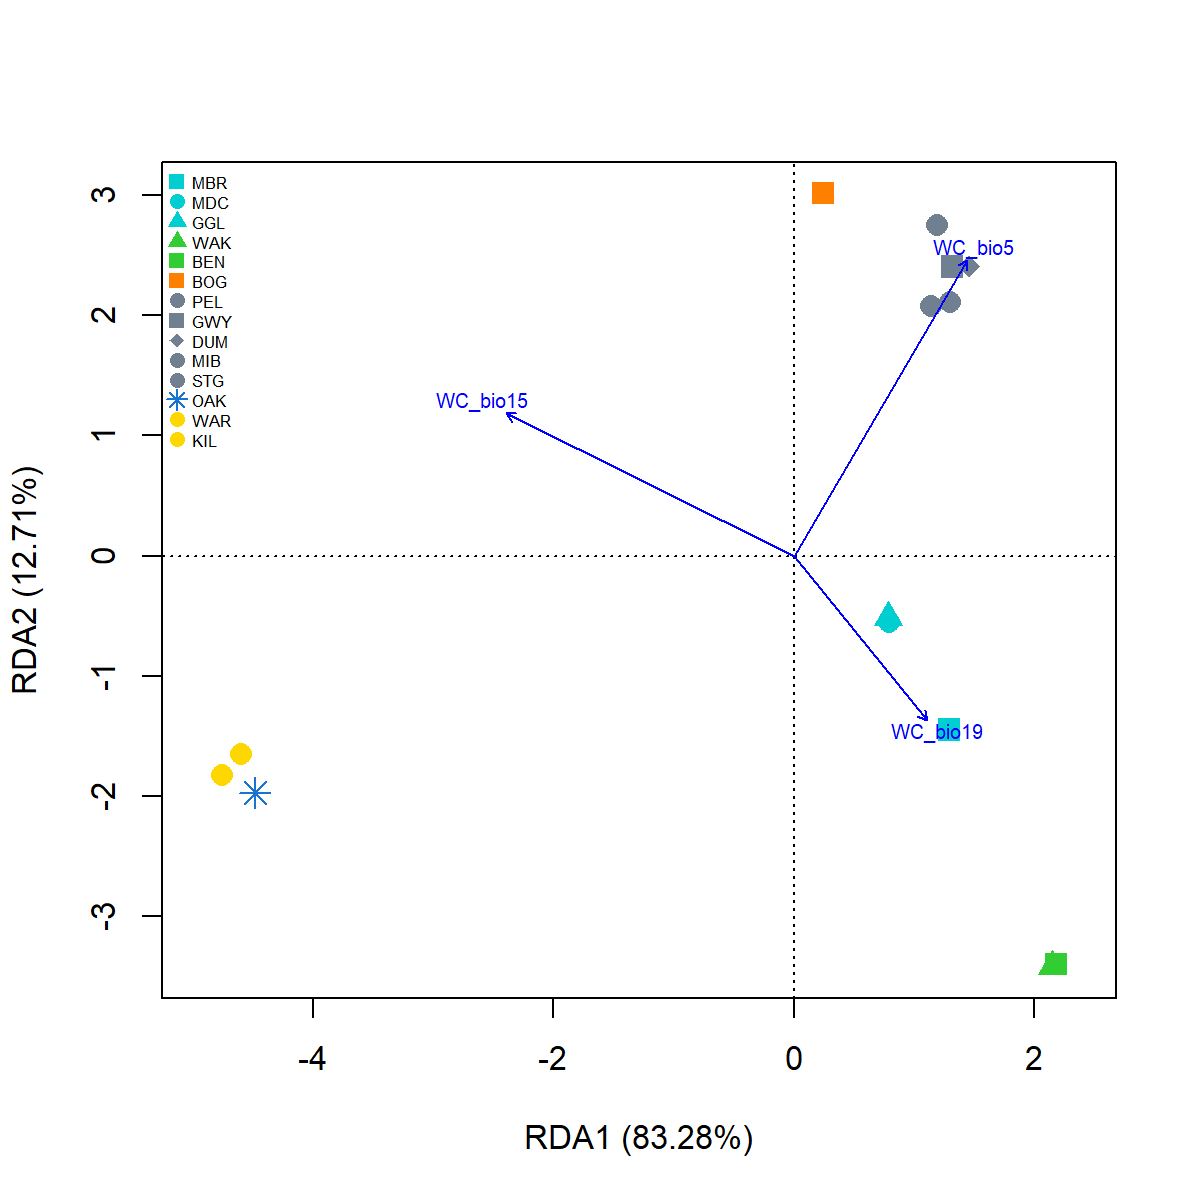 3
2
1
0
-1
-2
-3
RDA2 (12.71%)
MBR
MDC
GGL
WAK
BEN
BOG
PEL
GWY
DUM
MIB
STG
OAK
WAR
KIL
WC_bio5
WC_bio15
WC_bio19
-4 -2 0 2
RDA1 (83.28%)